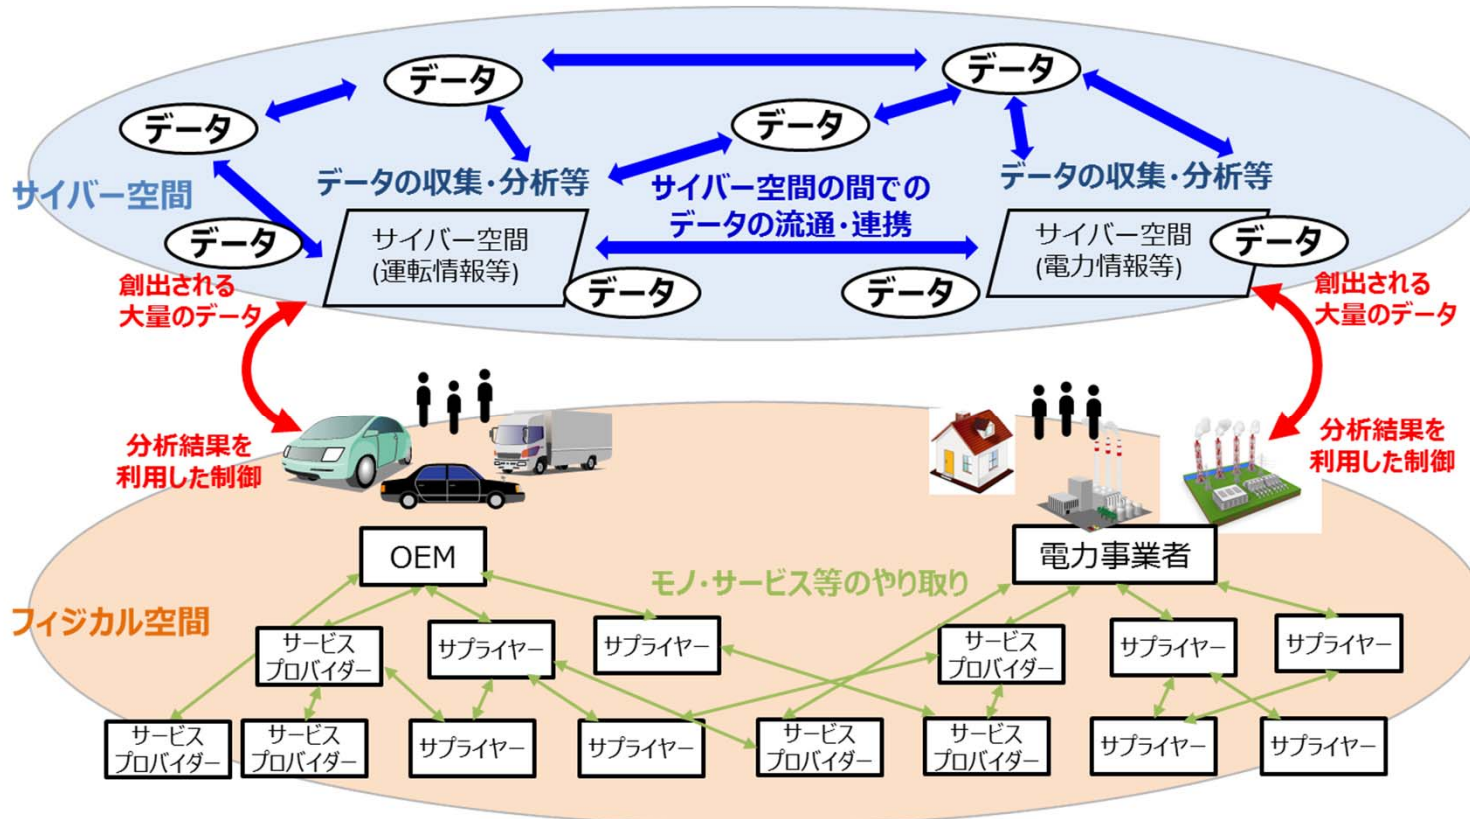 データ
データ
データ
データ
データの収集・分析等
サイバー空間の間での
データの流通・連携
データの収集・分析等
サイバー空間
データ
サイバー空間
(運転情報等)
データ
データ
サイバー空間
(電力情報等)
データ
創出される
大量のデータ
創出される
大量のデータ
分析結果を
利用した制御
分析結果を
利用した制御
OEM
電力事業者
モノ・サービス等のやり取り
フィジカル空間
サービス
プロバイダー
サプライヤー
サプライヤー
サービス
プロバイダー
サプライヤー
サプライヤー
サービス
プロバイダー
サービス
プロバイダー
サプライヤー
サプライヤー
サービス
プロバイダー
サービス
プロバイダー
サプライヤー
サプライヤー